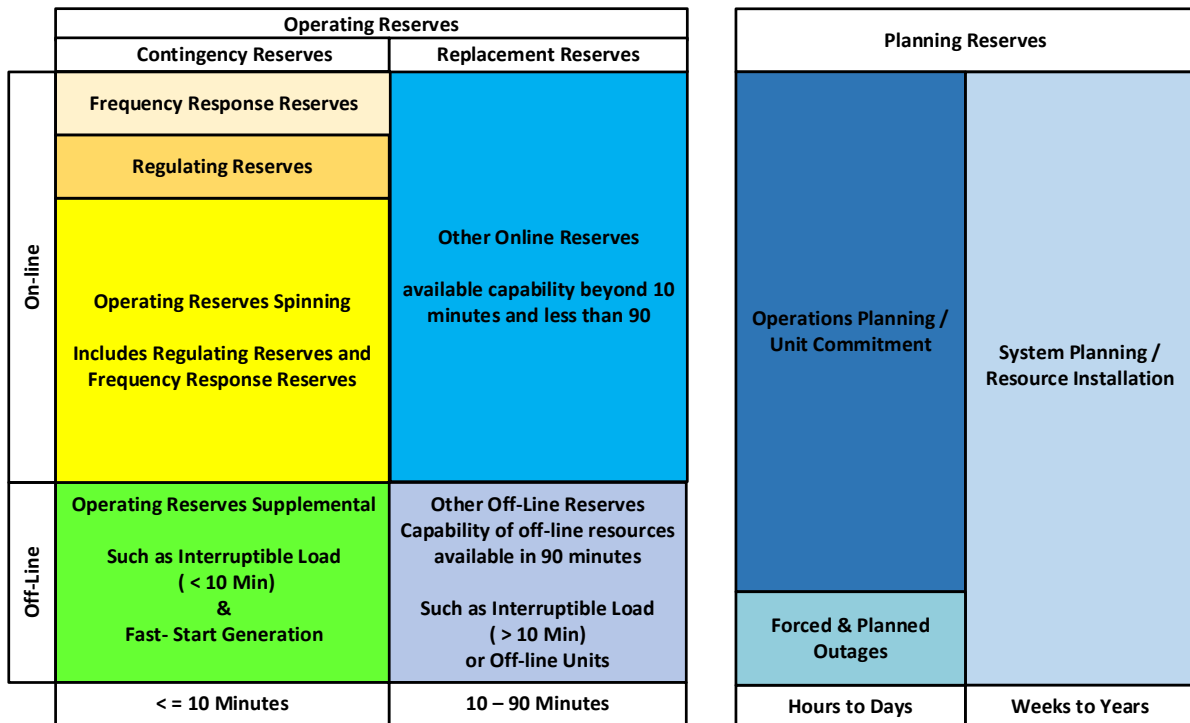 Operating Reserves
Contingency Reserves
Replacement Reserves
On-line
Frequency Response Reserves
Regulating Reserves
Operating Reserves Spinning
Includes Regulating Reserves and
Frequency Response Reserves
Other Online Reserves
available capability beyond 10
minutes and less than 90
Off-Line
Operating Reserves Supplemental
Such as Interruptible Load
( < 10 Min)
&
Fast- Start Generation
Other Off-Line Reserves
Capability of off-line resources
available in 90 minutes
Such as Interruptible Load
( > 10 Min)
or Off-line Units
< = 10 Minutes
10 – 90 Minutes
Planning Reserves
Operations Planning /
Unit Commitment
System Planning /
Resource Installation
Forced & Planned
Outages
Hours to Days
Weeks to Years